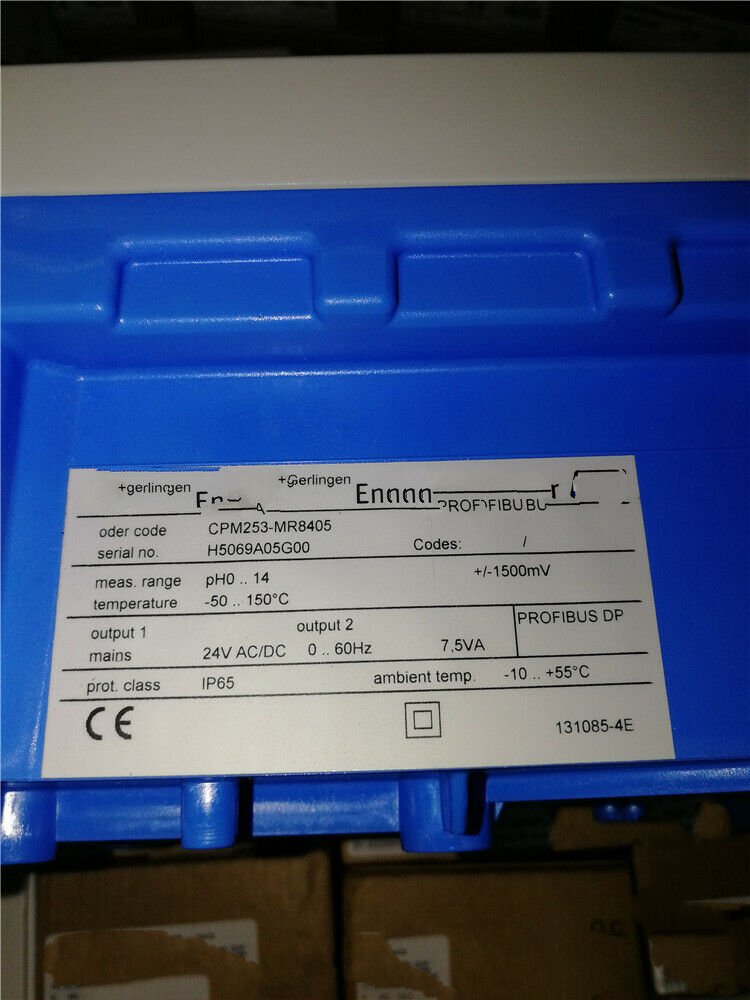 +gerlingen +Gerlingen
oder code CPM253-MR8405
serial no. H5069A05G00 Codes: /
meas. range pH0 .. 14 +/-1500mV
temperature -50 .. 150°C
output 1 output 2 PROFIBUS DP
mains 24V AC/DC 0 .. 60Hz 7,5VA
prot. class IP65 ambient temp. -10 .. +55°C
CE 131085-4E